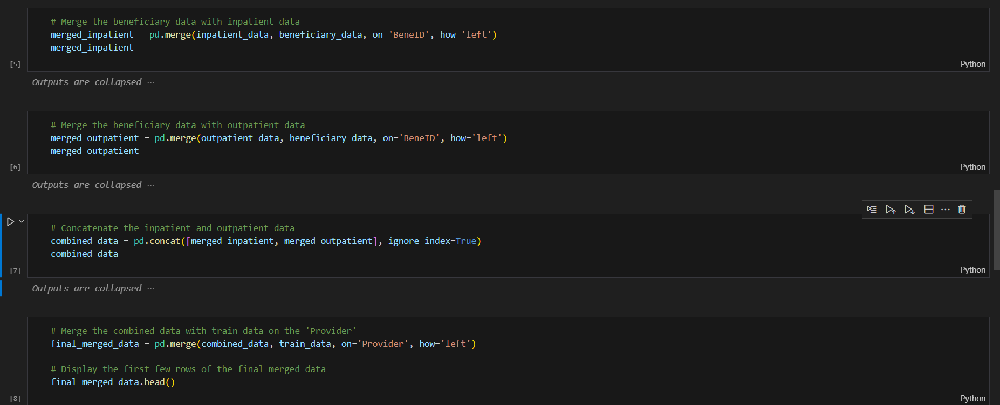 # Merge the beneficiary data with inpatient data
merged_inpatient = pd.merge(inpatient_data, beneficiary_data, on='BeneID', how='left')
merged_inpatient
[5]
Python
Outputs are collapsed ...
# Merge the beneficiary data with outpatient data
merged_outpatient = pd.merge(outpatient_data, beneficiary_data, on='BeneID', how='left')
merged_outpatient
[6]
Python
Outputs are collapsed ...
# Concatenate the inpatient and outpatient data
combined_data = pd.concat([merged_inpatient, merged_outpatient], ignore_index=True)
combined_data
[7]
Python
Outputs are collapsed ...
# Merge the combined data with train data on the 'Provider'
final_merged_data = pd.merge(combined_data, train_data, on='Provider', how='left')
# Display the first few rows of the final merged data
final_merged_data.head()
[8]
Python